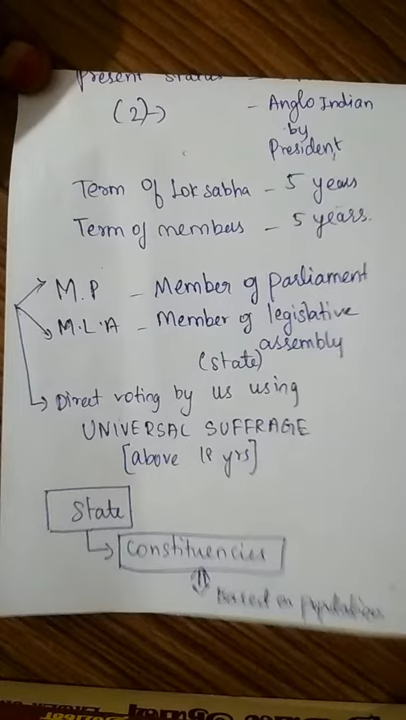 Present status
(2)→ - Anglo Indian
by
President
Term of Lok sabha - 5 years
Term of members - 5 years.
M.P - Member of parliament
M.L.A - Member of legislative
assembly
(state)
Direct voting by us using
UNIVERSAL SUFFRAGE
[above 18 yrs]
State
Constituencies
Based on population